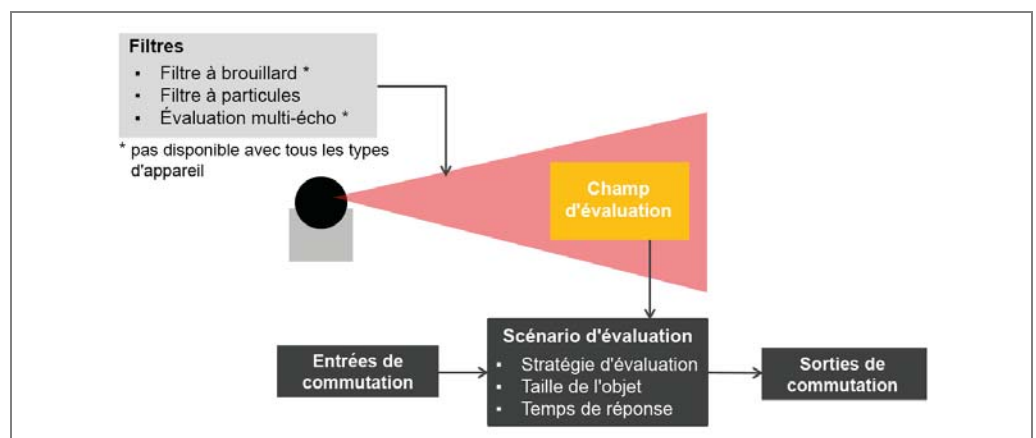 Filtres
▪ Filtre à brouillard *
▪ Filtre à particules
▪ Évaluation multi-écho *
* pas disponible avec tous les types
d'appareil
Champ
d'évaluation
Entrées de
commutation
Scénario d'évaluation
▪ Stratégie d'évaluation
▪ Taille de l'objet
▪ Temps de réponse
Sorties de
commutation